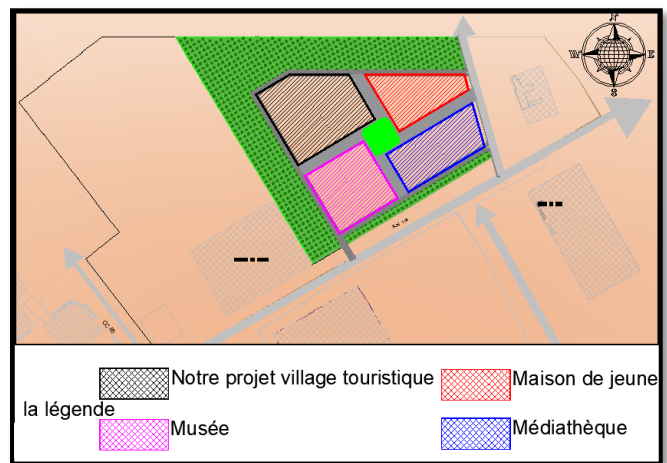 N
W E
S
Notre projet village touristique
Maison de jeune
la légende
Musée
Médiathèque